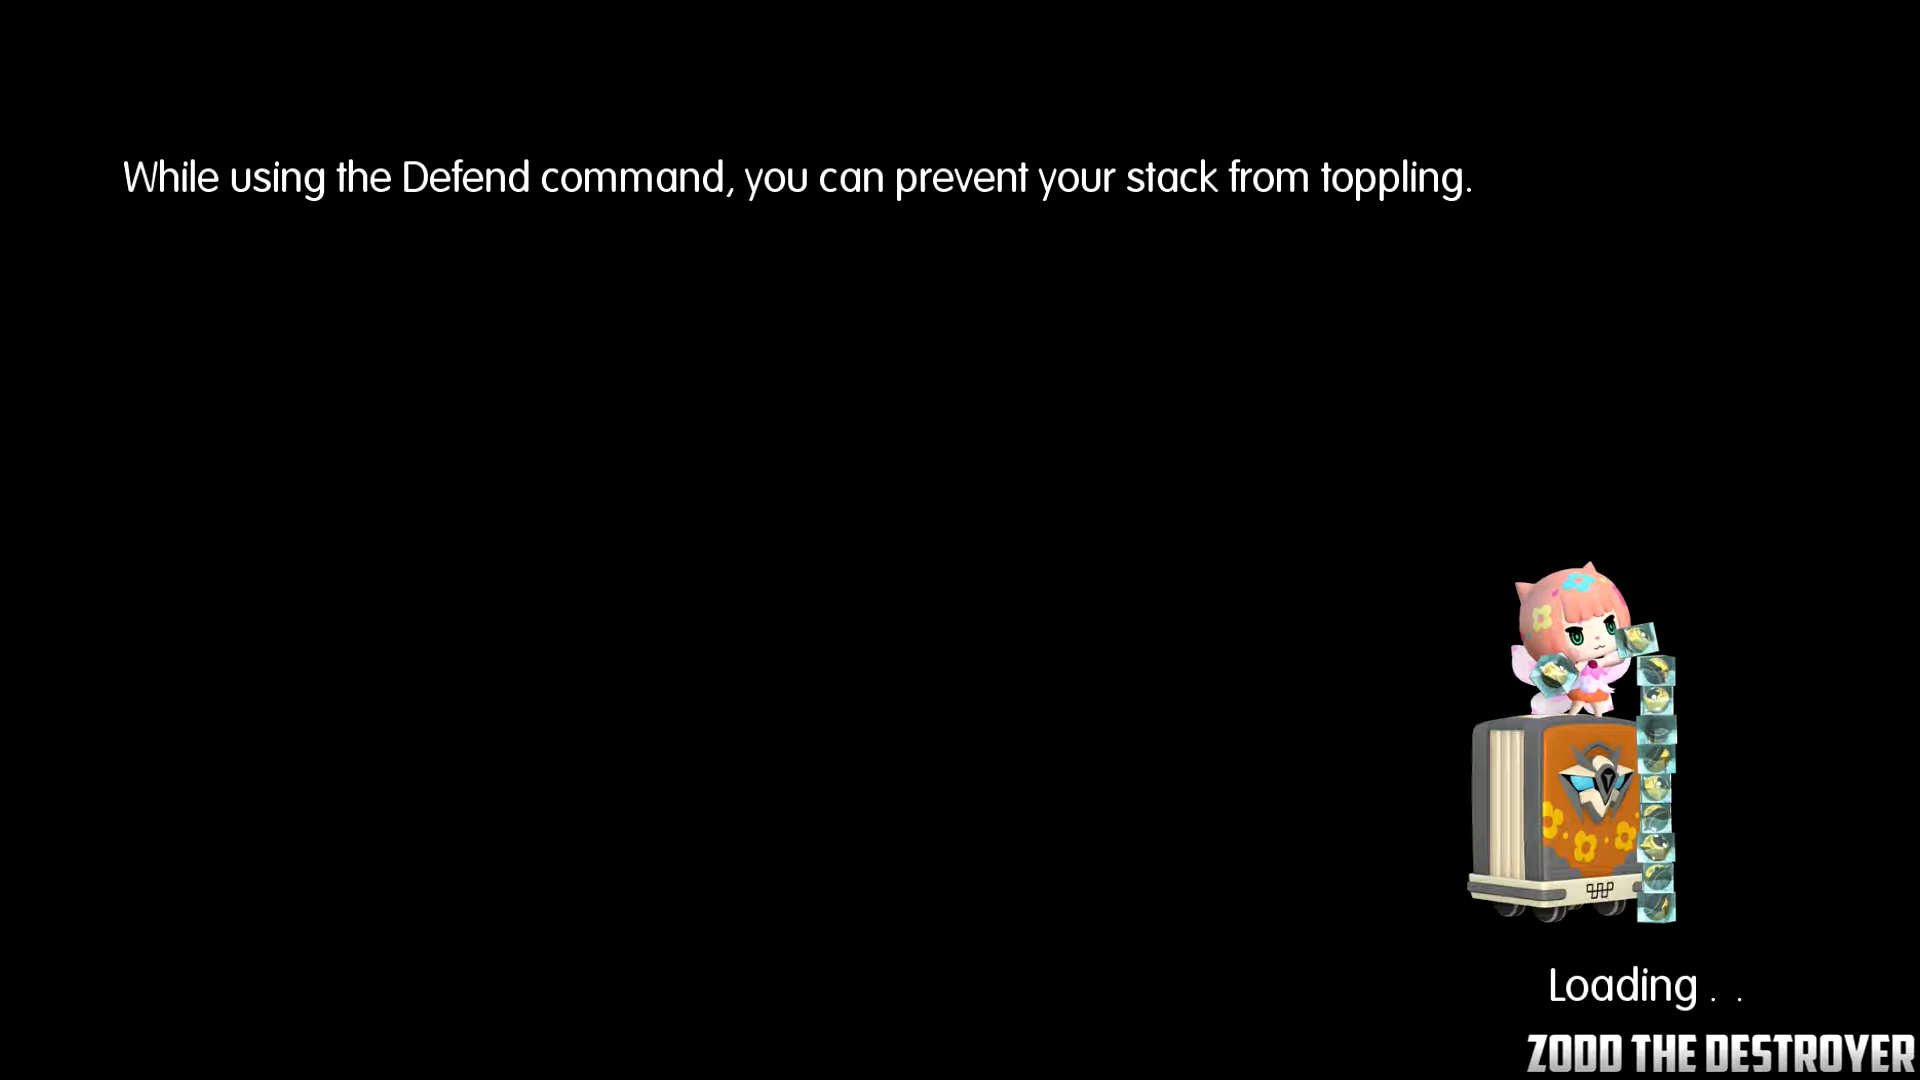 While using the Defend command, you can prevent your stack from toppling.
Loading . .
ZODD THE DESTROYER